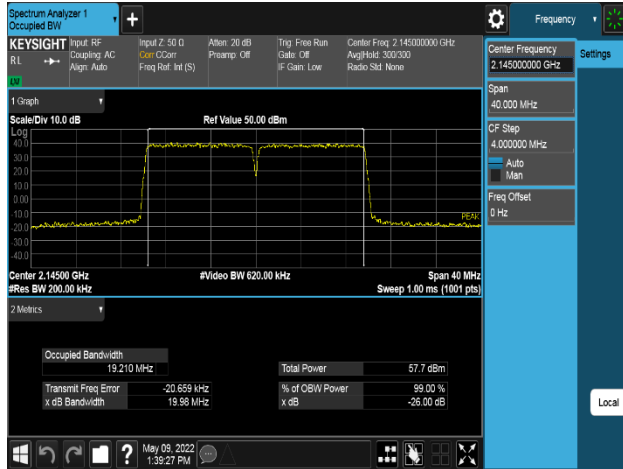 Spectrum Analyzer 1
Occupied BW
Frequency
KEYSIGHT
Input: RF
Coupling: AC
Align: Auto
Input Z: 50 Ω
Corr CCorr
Freq Ref: Int (S)
Atten: 20 dB
Preamp: Off
Trig: Free Run
Gate: Off
IF Gain: Low
Center Freq: 2.145000000 GHz
Avg|Hold: 300/300
Radio Std: None
RL
Center Frequency
2.145000000 GHz
Settings
Span
40.000 MHz
CF Step
4.000000 MHz
Auto
Man
Freq Offset
0 Hz
1 Graph
Scale/Div 10.0 dB
Ref Value 50.00 dBm
Log
40.0
30.0
20.0
10.0
0.00
-10.0
-20.0
-30.0
-40.0
PEAK
Center 2.14500 GHz
#Video BW 620.00 kHz
Span 40 MHz
#Res BW 200.00 kHz
Sweep 1.00 ms (1001 pts)
2 Metrics
Occupied Bandwidth
19.210 MHz
Total Power
57.7 dBm
Transmit Freq Error
-20.659 kHz
% of OBW Power
99.00 %
x dB Bandwidth
19.98 MHz
x dB
-26.00 dB
Local
May 09, 2022
1:39:27 PM